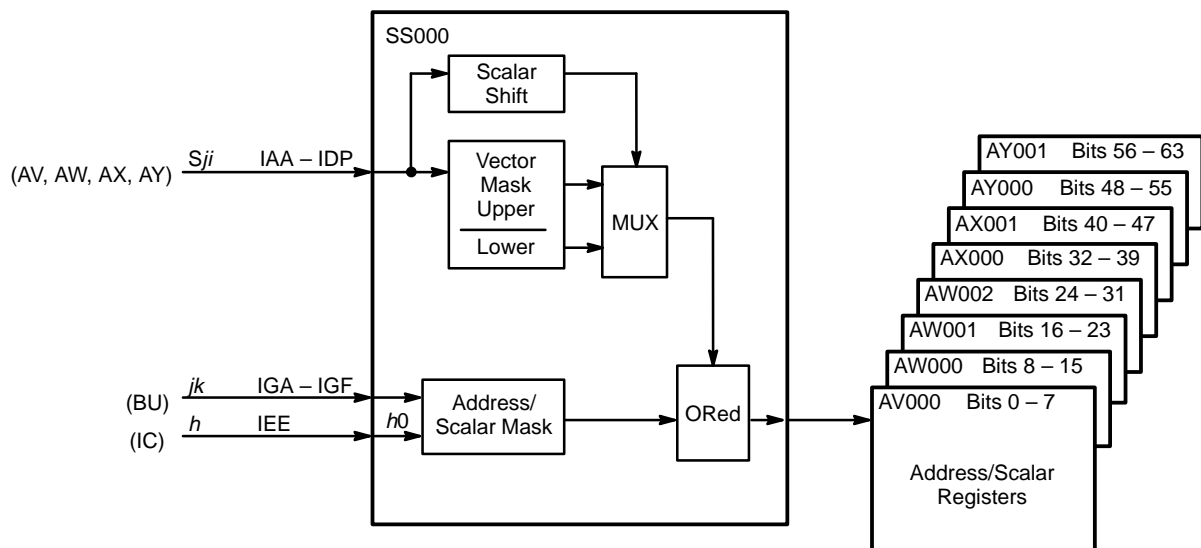 SS000
Scalar
Shift
(AV, AW, AX, AY)
Sji IAA – IDP
Vector
Mask
Upper
Lower
MUX
(BU)
jk IGA – IGF
(IC)
h IEE
h0
Address/
Scalar Mask
ORed
AY001 Bits 56 – 63
AY000 Bits 48 – 55
AX001 Bits 40 – 47
AX000 Bits 32 – 39
AW002 Bits 24 – 31
AW001 Bits 16 – 23
AW000 Bits 8 – 15
AV000 Bits 0 – 7
Address/Scalar
Registers